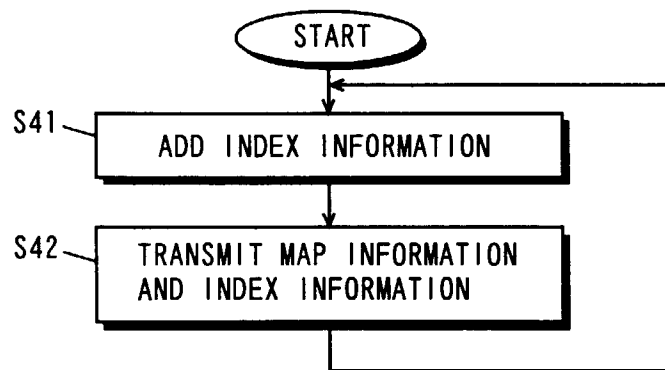 START
S41
ADD INDEX INFORMATION
S42
TRANSMIT MAP INFORMATION
AND INDEX INFORMATION